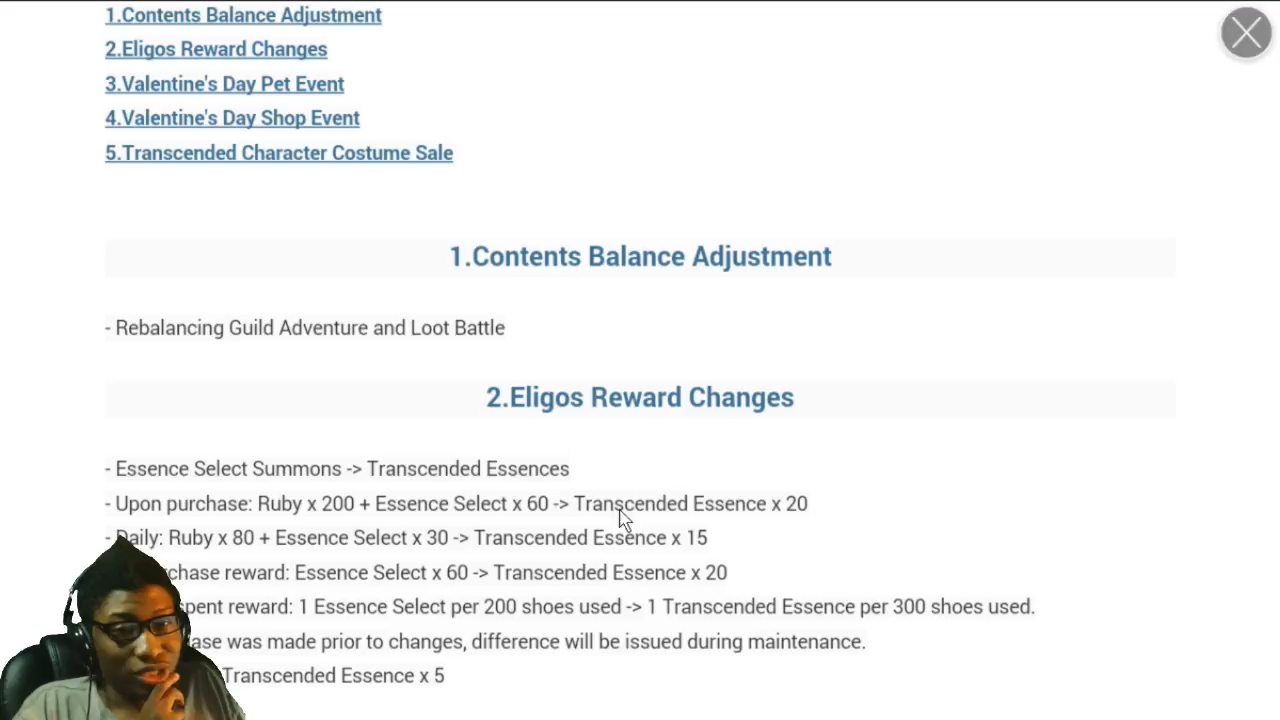 1.Contents Balance Adjustment
2.Eligos Reward Changes
3.Valentine's Day Pet Event
4.Valentine's Day Shop Event
5.Transcended Character Costume Sale
1.Contents Balance Adjustment
- Rebalancing Guild Adventure and Loot Battle
2.Eligos Reward Changes
- Essence Select Summons -> Transcended Essences
- Upon purchase: Ruby x 200 + Essence Select x 60 -> Transcended Essence x 20
- Daily: Ruby x 80 + Essence Select x 30 -> Transcended Essence x 15
reward: Essence Select x 60 -> Transcended Essence x 20
reward: 1 Essence Select per 200 shoes used -> 1 Transcended Essence per 300 shoes used.
was made prior to changes, difference will be issued during maintenance.
Transcended Essence x 5